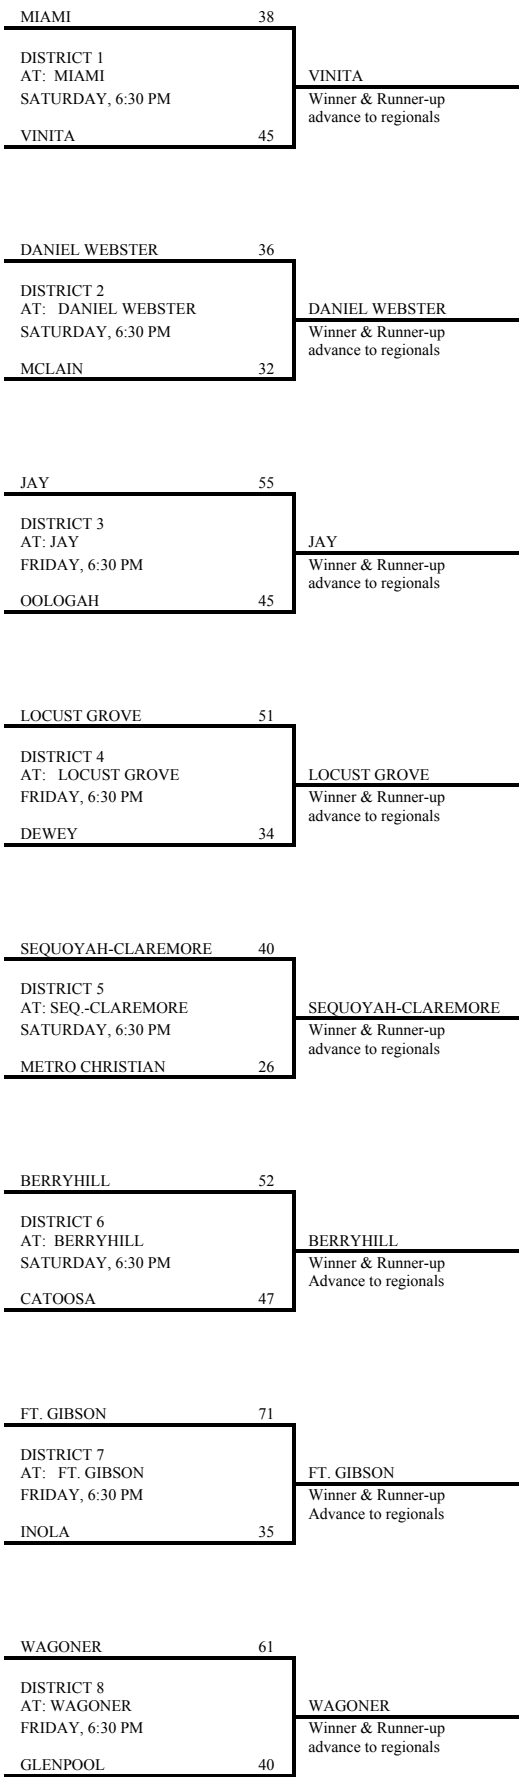 MIAMI 38
DISTRICT 1
AT: MIAMI
SATURDAY, 6:30 PM
VINITA 45
VINITA
Winner & Runner-up
advance to regionals
DANIEL WEBSTER 36
DISTRICT 2
AT: DANIEL WEBSTER
SATURDAY, 6:30 PM
MCLAIN 32
DANIEL WEBSTER
Winner & Runner-up
advance to regionals
JAY 55
DISTRICT 3
AT: JAY
FRIDAY, 6:30 PM
OOLOGAH 45
JAY
Winner & Runner-up
advance to regionals
LOCUST GROVE 51
DISTRICT 4
AT: LOCUST GROVE
FRIDAY, 6:30 PM
DEWEY 34
LOCUST GROVE
Winner & Runner-up
advance to regionals
SEQUOYAH-CLAREMORE 40
DISTRICT 5
AT: SEQ.-CLAREMORE
SATURDAY, 6:30 PM
METRO CHRISTIAN 26
SEQUOYAH-CLAREMORE
Winner & Runner-up
advance to regionals
BERRYHILL 52
DISTRICT 6
AT: BERRYHILL
SATURDAY, 6:30 PM
CATOOSA 47
BERRYHILL
Winner & Runner-up
Advance to regionals
FT. GIBSON 71
DISTRICT 7
AT: FT. GIBSON
FRIDAY, 6:30 PM
INOLA 35
FT. GIBSON
Winner & Runner-up
Advance to regionals
WAGONER 61
DISTRICT 8
AT: WAGONER
FRIDAY, 6:30 PM
GLENPOOL 40
WAGONER
Winner & Runner-up
advance to regionals